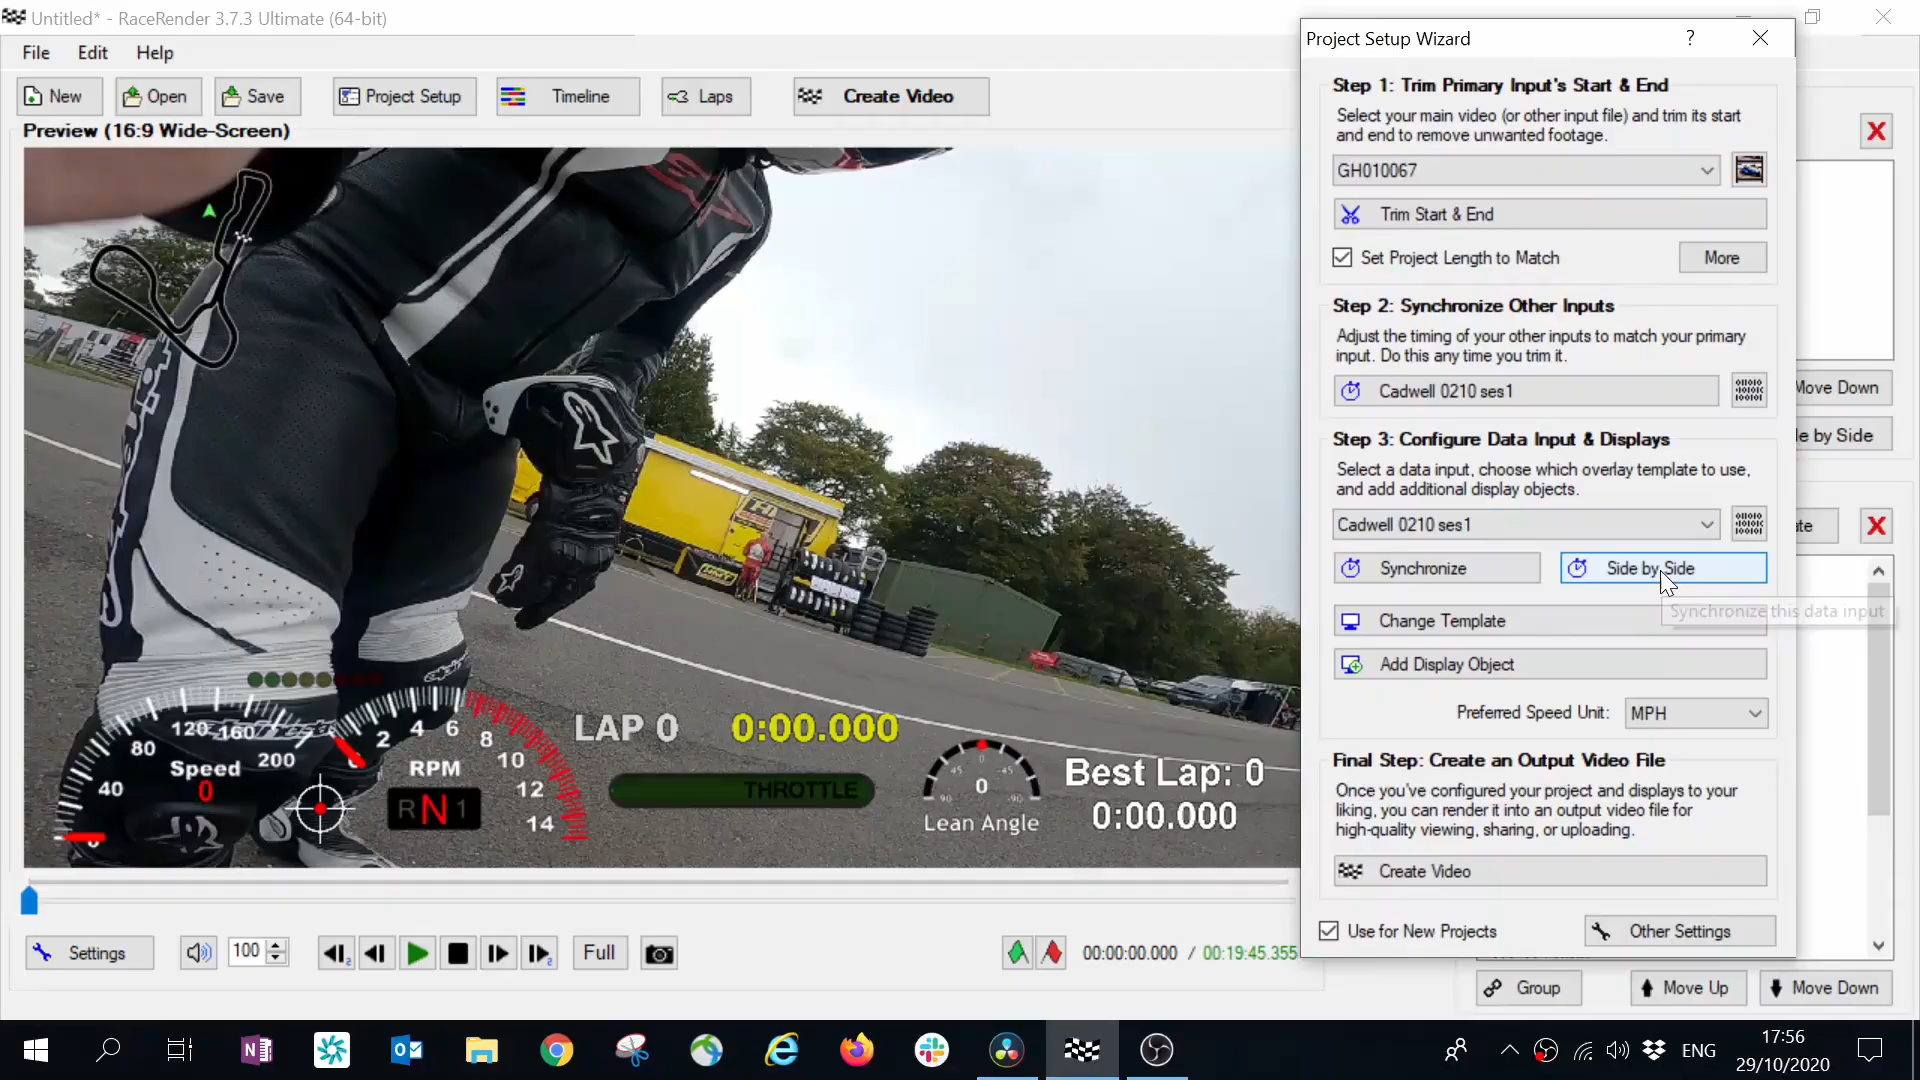 Untitled* - RaceRender 3.7.3 Ultimate (64-bit)
File Edit Help
New Open Save Project Setup Timeline Laps Create Video
Preview (16:9 Wide-Screen)
LAP 0 0:00.000
Speed
0
40 80 120 160 200
RPM
R N 1
0 2 4 6 8 10 12 14
THROTTLE
90 45 0 -45 -90
0
Lean Angle
Best Lap: 0
0:00.000
Settings 100 2 2 Full 00:00:00.000 / 00:19:45.355
Project Setup Wizard ?
Step 1: Trim Primary Input's Start & End
Select your main video (or other input file) and trim its start
and end to remove unwanted footage.
GH010067
Trim Start & End
Set Project Length to Match More
Step 2: Synchronize Other Inputs
Adjust the timing of your other inputs to match your primary
input. Do this any time you trim it.
Cadwell 0210 ses1
Step 3: Configure Data Input & Displays
Select a data input, choose which overlay template to use,
and add additional display objects.
Cadwell 0210 ses1
Synchronize Side by Side
Synchronize this data input
Change Template
Add Display Object
Preferred Speed Unit: MPH
Final Step: Create an Output Video File
Once you've configured your project and displays to your
liking, you can render it into an output video file for
high-quality viewing, sharing, or uploading.
Create Video
Use for New Projects Other Settings
X
Move Down
le by Side
ate X
Group Move Up Move Down
ENG
17:56
29/10/2020